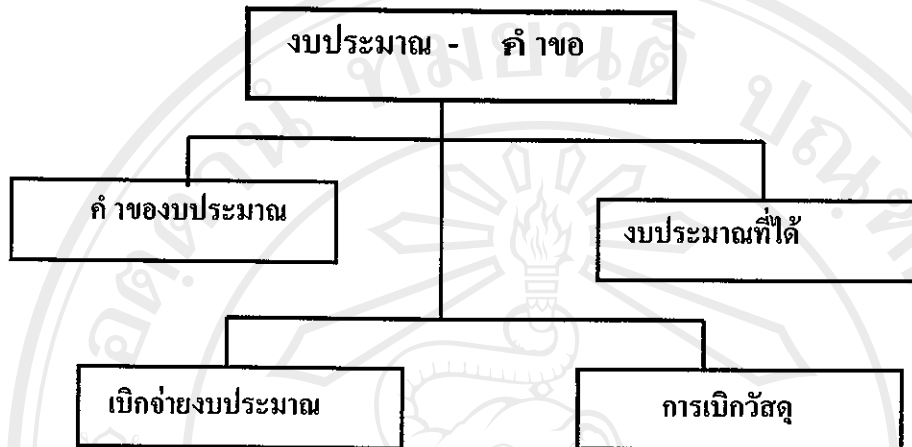 งบประมาณ - คำขอ
คำของบประมาณ
งบประมาณที่ได้
เบิกจ่ายงบประมาณ
การเบิกวัสดุ